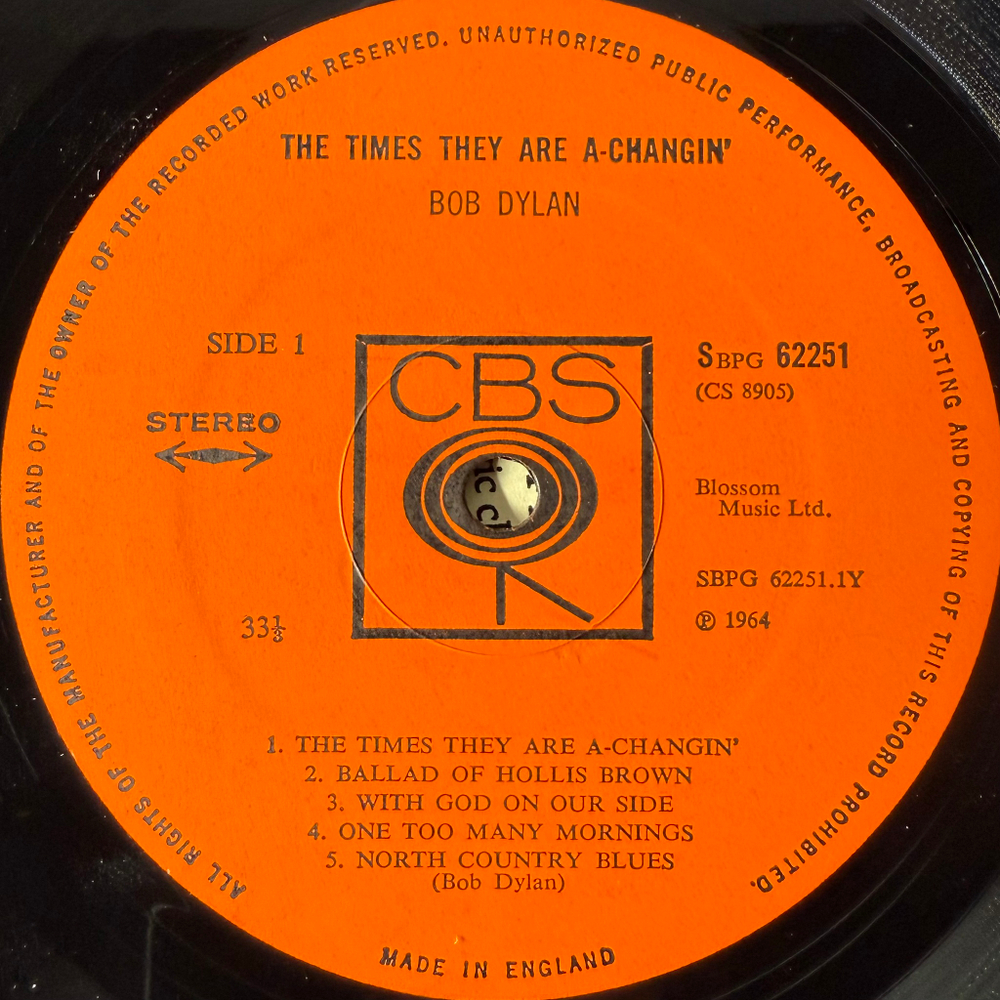 ALL RIGHTS OF THE MANUFACTURER AND OF THE OWNER OF THE RECORDED WORK RESERVED. UNAUTHORIZED PUBLIC PERFORMANCE, BROADCASTING AND COPYING OF THIS RECORD PROHIBITED.
THE TIMES THEY ARE A-CHANGIN'
BOB DYLAN
SIDE 1
STEREO
33⅓
CBS
SBPG 62251
(CS 8905)
Blossom
Music Ltd.
SBPG 62251.1Y
℗ 1964
1. THE TIMES THEY ARE A-CHANGIN'
2. BALLAD OF HOLLIS BROWN
3. WITH GOD ON OUR SIDE
4. ONE TOO MANY MORNINGS
5. NORTH COUNTRY BLUES
(Bob Dylan)
MADE IN ENGLAND